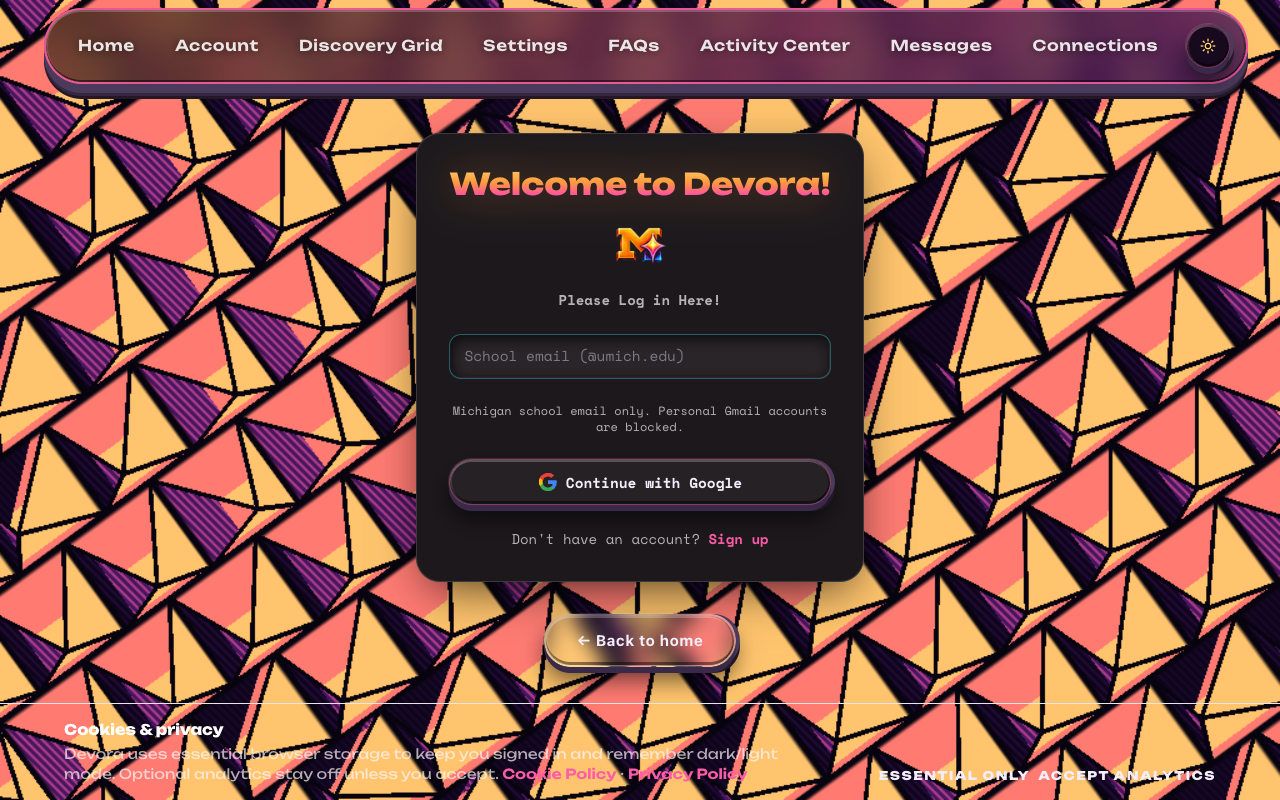 Home Account Discovery Grid Settings FAQs Activity Center Messages Connections
Welcome to Devora!
M
Please Log in Here!
School email (@umich.edu)
Michigan school email only. Personal Gmail accounts
are blocked.
Continue with Google
Don't have an account? Sign up
← Back to home
Cookies & privacy
Devora uses essential browser storage to keep you signed in and remember dark/light
mode. Optional analytics stay off unless you accept. Cookie Policy · Privacy Policy
ESSENTIAL ONLY ACCEPT ANALYTICS